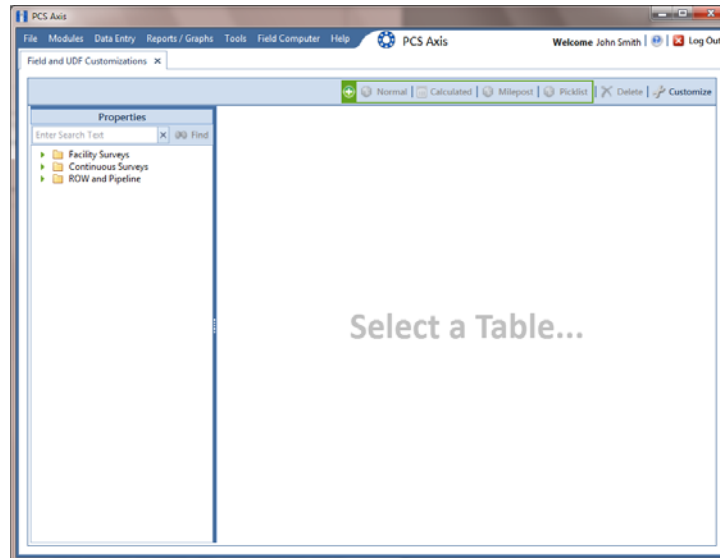 PCS Axis
File Modules Data Entry Reports / Graphs Tools Field Computer Help PCS Axis Welcome John Smith | | Log Out
Field and UDF Customizations ×
Normal | Calculated | Milepost | Picklist | Delete | Customize
Properties
Enter Search Text × Find
Facility Surveys
Continuous Surveys
ROW and Pipeline
Select a Table...